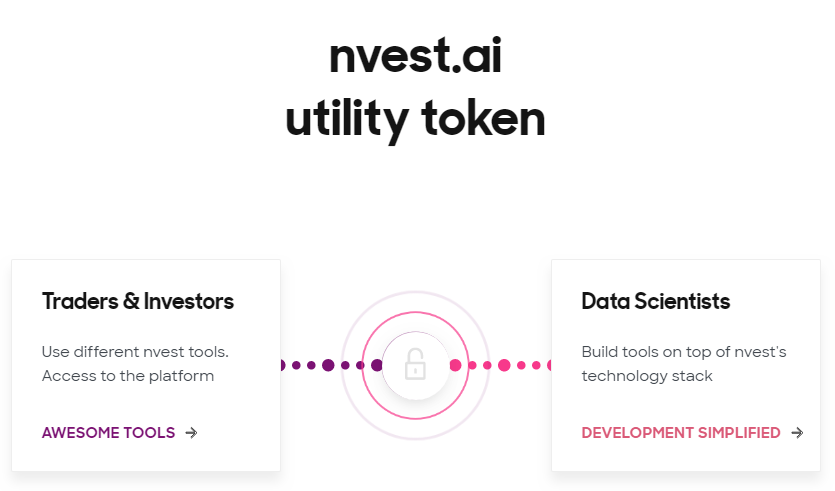 nvest.ai
utility token
Traders & Investors
Use different nvest tools.
Access to the platform
AWESOME TOOLS
Data Scientists
Build tools on top of nvest's
technology stack
DEVELOPMENT SIMPLIFIED